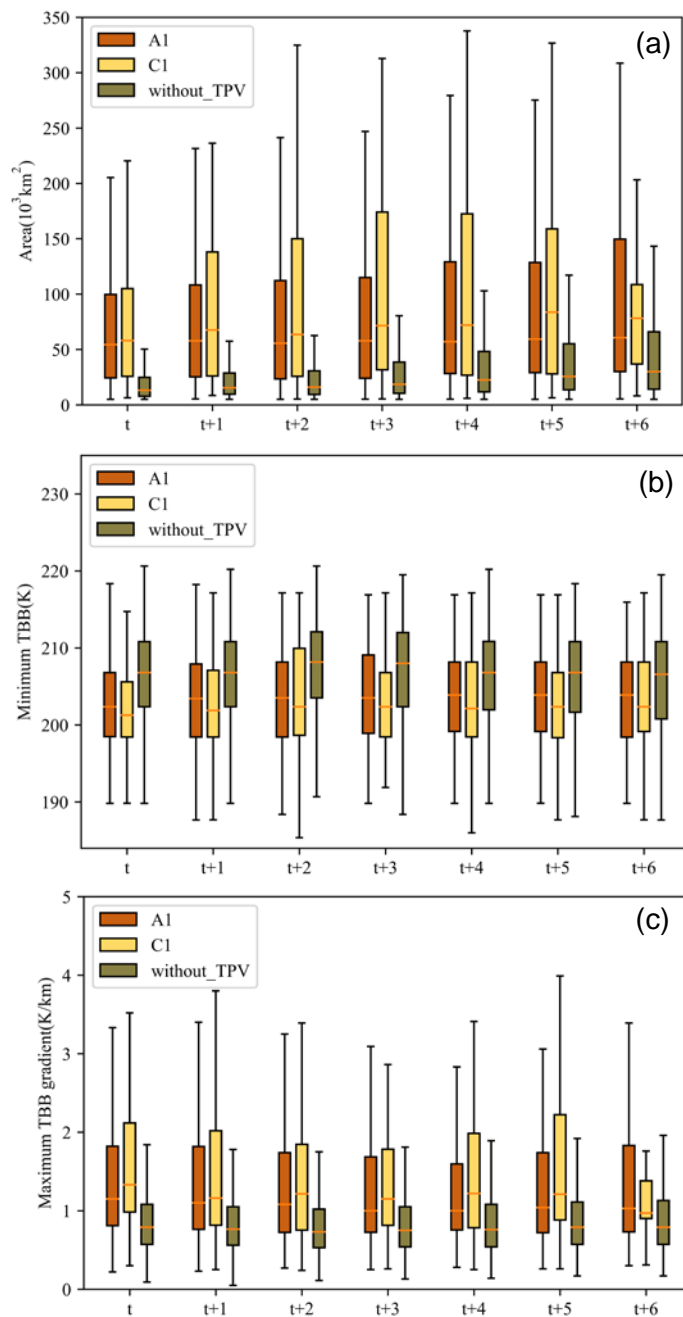 350
300
250
200
150
100
50
0
Area(10³km²)
A1
C1
without_TPV
(a)
t t+1 t+2 t+3 t+4 t+5 t+6
230
220
210
200
190
Minimum TBB(K)
A1
C1
without_TPV
(b)
t t+1 t+2 t+3 t+4 t+5 t+6
5
4
3
2
1
0
Maximum TBB gradient(K/km)
A1
C1
without_TPV
(c)
t t+1 t+2 t+3 t+4 t+5 t+6